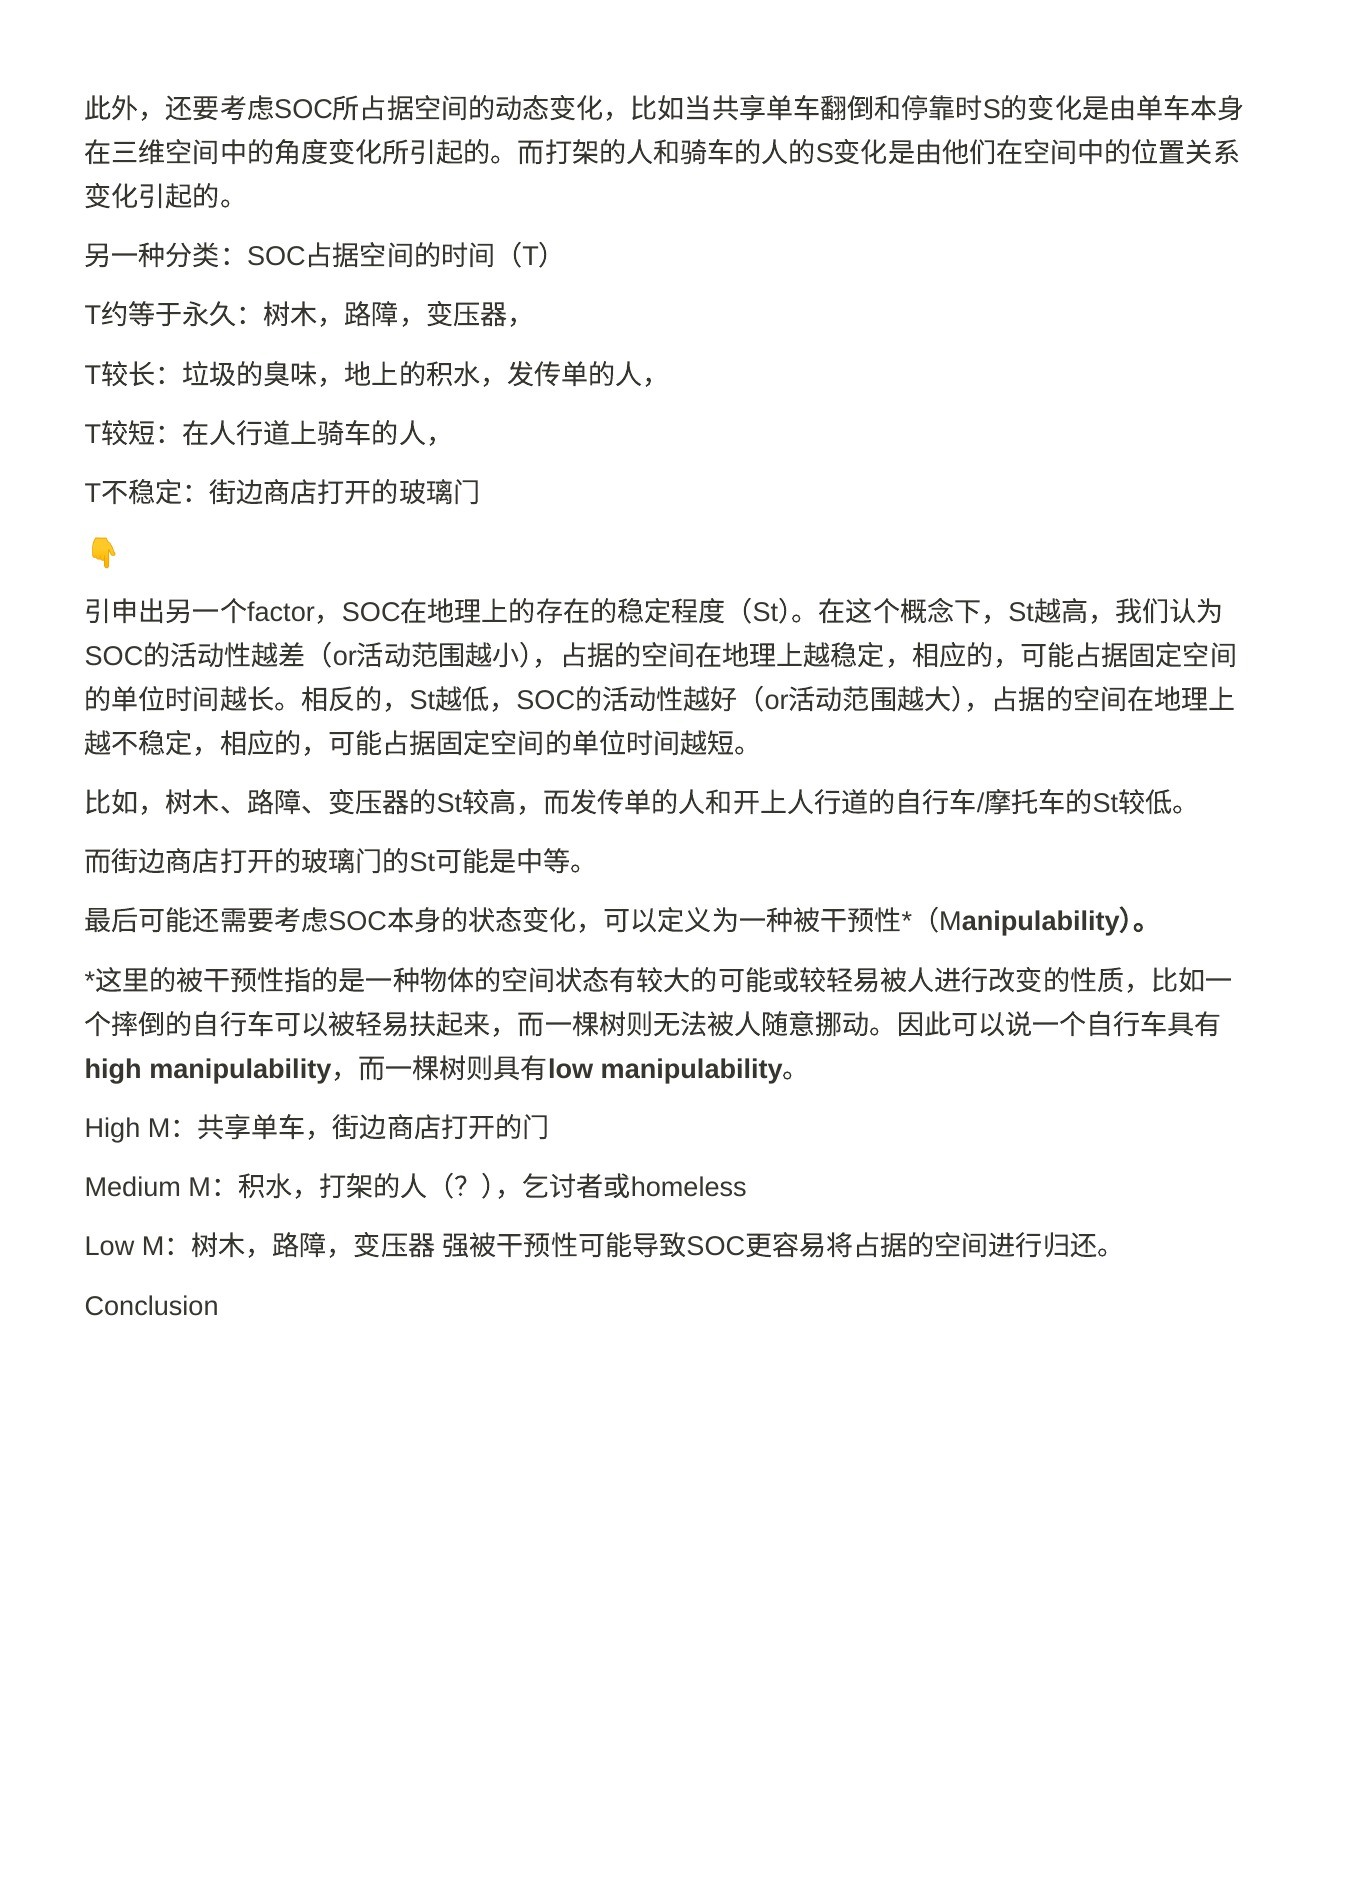 此外，还要考虑SOC所占据空间的动态变化，比如当共享单车翻倒和停靠时S的变化是由单车本身
在三维空间中的角度变化所引起的。而打架的人和骑车的人的S变化是由他们在空间中的位置关系
变化引起的。
另一种分类：SOC占据空间的时间（T）
T约等于永久：树木，路障，变压器，
T较长：垃圾的臭味，地上的积水，发传单的人，
T较短：在人行道上骑车的人，
T不稳定：街边商店打开的玻璃门
👇
引申出另一个factor，SOC在地理上的存在的稳定程度（St）。在这个概念下，St越高，我们认为
SOC的活动性越差（or活动范围越小），占据的空间在地理上越稳定，相应的，可能占据固定空间
的单位时间越长。相反的，St越低，SOC的活动性越好（or活动范围越大），占据的空间在地理上
越不稳定，相应的，可能占据固定空间的单位时间越短。
比如，树木、路障、变压器的St较高，而发传单的人和开上人行道的自行车/摩托车的St较低。
而街边商店打开的玻璃门的St可能是中等。
最后可能还需要考虑SOC本身的状态变化，可以定义为一种被干预性*（Manipulability）。
*这里的被干预性指的是一种物体的空间状态有较大的可能或较轻易被人进行改变的性质，比如一
个摔倒的自行车可以被轻易扶起来，而一棵树则无法被人随意挪动。因此可以说一个自行车具有
high manipulability，而一棵树则具有low manipulability。
High M：共享单车，街边商店打开的门
Medium M：积水，打架的人（？），乞讨者或homeless
Low M：树木，路障，变压器 强被干预性可能导致SOC更容易将占据的空间进行归还。
Conclusion